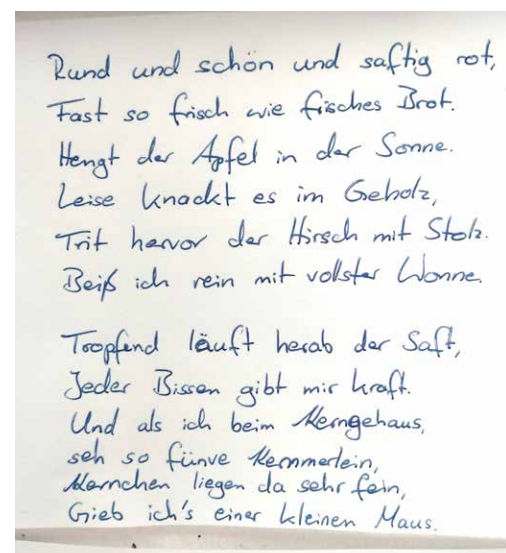 Rund und schön und saftig rot,
Fast so frisch wie frisches Brot.
Hengt der Apfel in der Sonne.
Leise knackt es im Geholz,
Trit hervor der Hirsch mit Stolz.
Beiß ich rein mit vollster Wonne.
Tropfend läuft herab der Saft,
Jeder Bissen gibt mir kraft.
Und als ich beim Kerngehaus,
seh so fünve Kernmerlein,
Kernchen liegen da sehr fein,
Gieb ich's einer kleinen Maus.